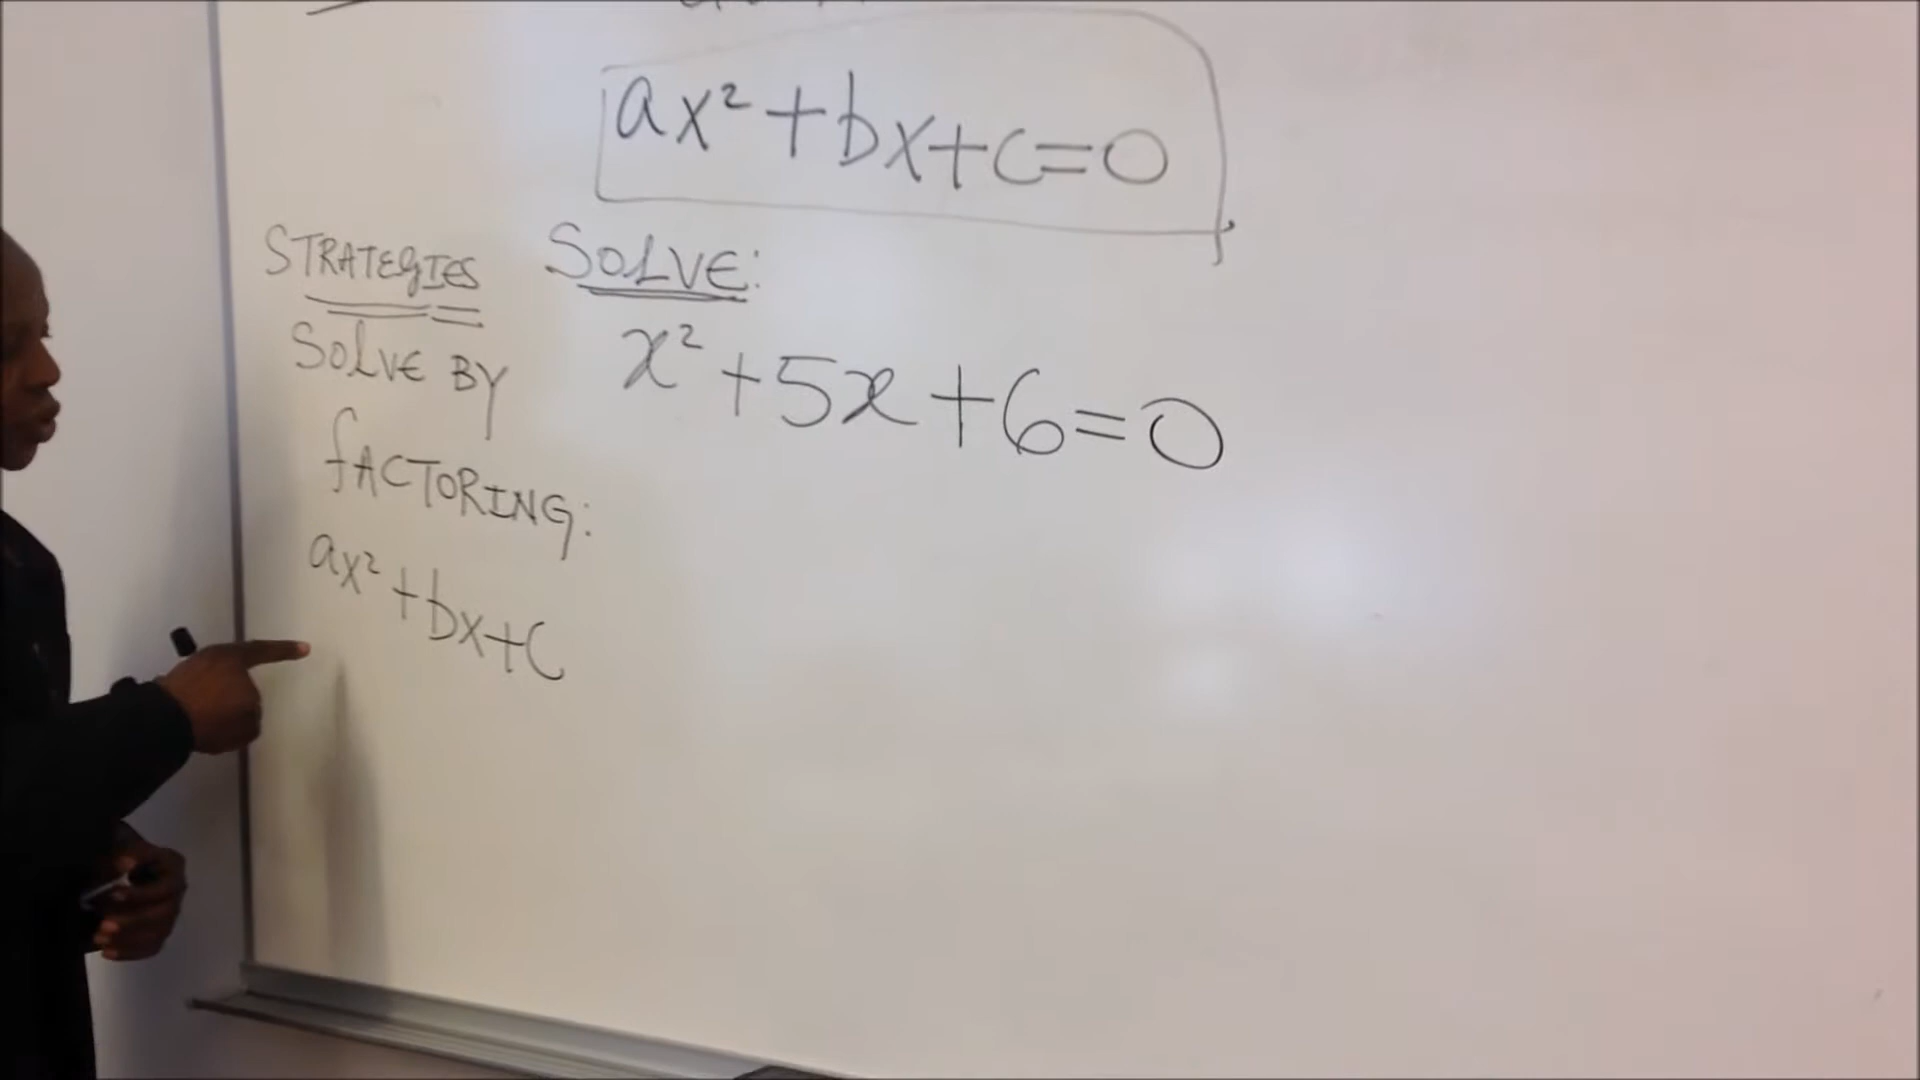 ax² + bx + c = 0
STRATEGIES
SOLVE BY
fACTORING:
ax² + bx + c
SOLVE:
x² + 5x + 6 = 0